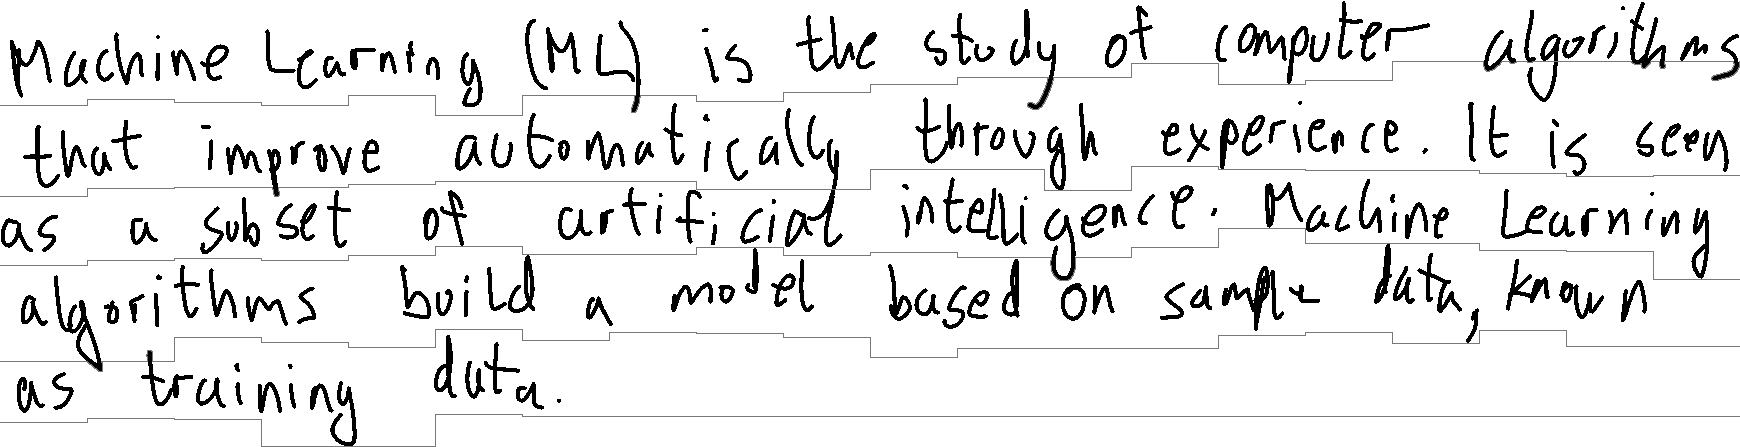 Machine Learning (ML) is the study of computer algorithms
that improve automatically through experience. It is seen
as a subset of artificial intelligence. Machine Learning
algorithms build a model based on sample data, known
as training data.